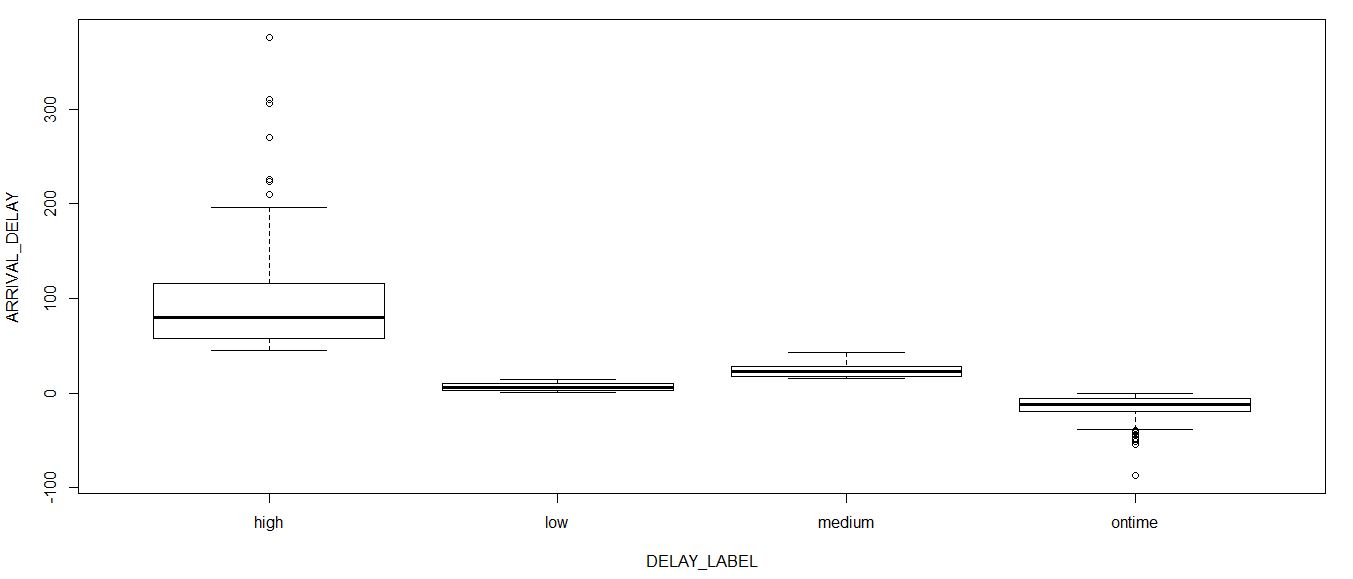 ARRIVAL_DELAY
300
200
100
0
-100
high low medium ontime
DELAY_LABEL